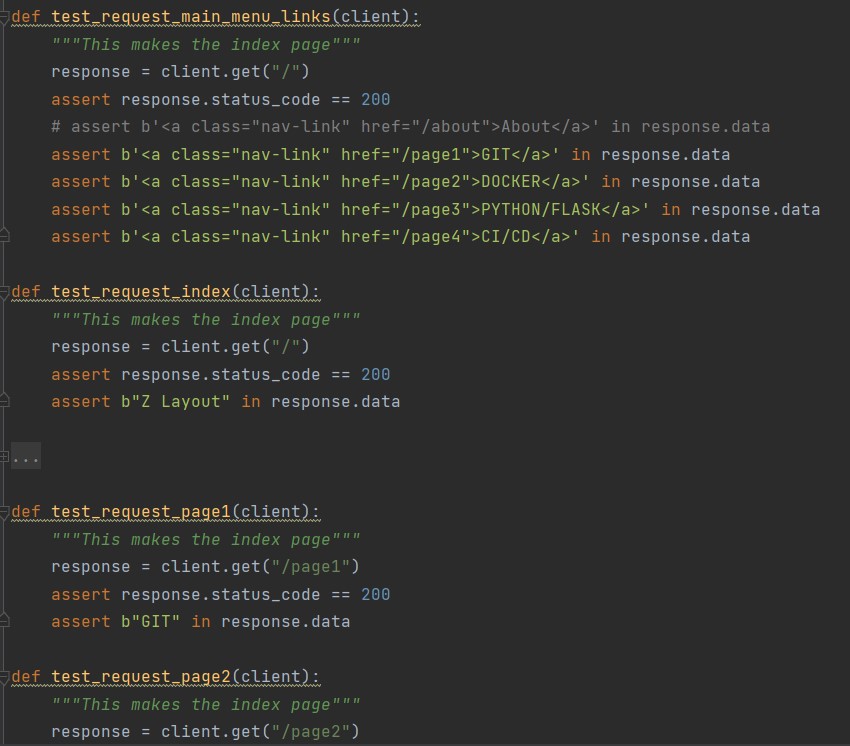 def test_request_main_menu_links(client):
    """This makes the index page"""
    response = client.get("/")
    assert response.status_code == 200
    # assert b'<a class="nav-link" href="/about">About</a>' in response.data
    assert b'<a class="nav-link" href="/page1">GIT</a>' in response.data
    assert b'<a class="nav-link" href="/page2">DOCKER</a>' in response.data
    assert b'<a class="nav-link" href="/page3">PYTHON/FLASK</a>' in response.data
    assert b'<a class="nav-link" href="/page4">CI/CD</a>' in response.data
def test_request_index(client):
    """This makes the index page"""
    response = client.get("/")
    assert response.status_code == 200
    assert b"Z Layout" in response.data
...
def test_request_page1(client):
    """This makes the index page"""
    response = client.get("/page1")
    assert response.status_code == 200
    assert b"GIT" in response.data
def test_request_page2(client):
    """This makes the index page"""
    response = client.get("/page2")